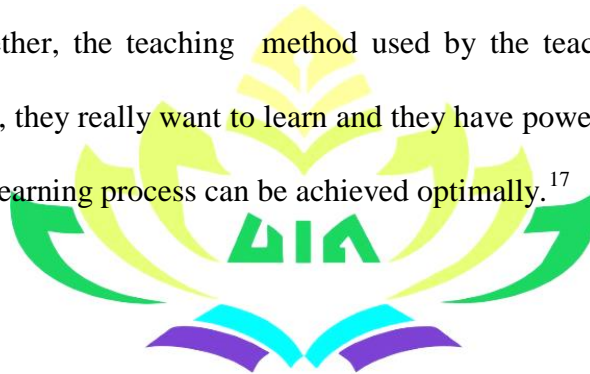 ether, the teaching method used by the teac
, they really want to learn and they have powe
earning process can be achieved optimally.17
UIN